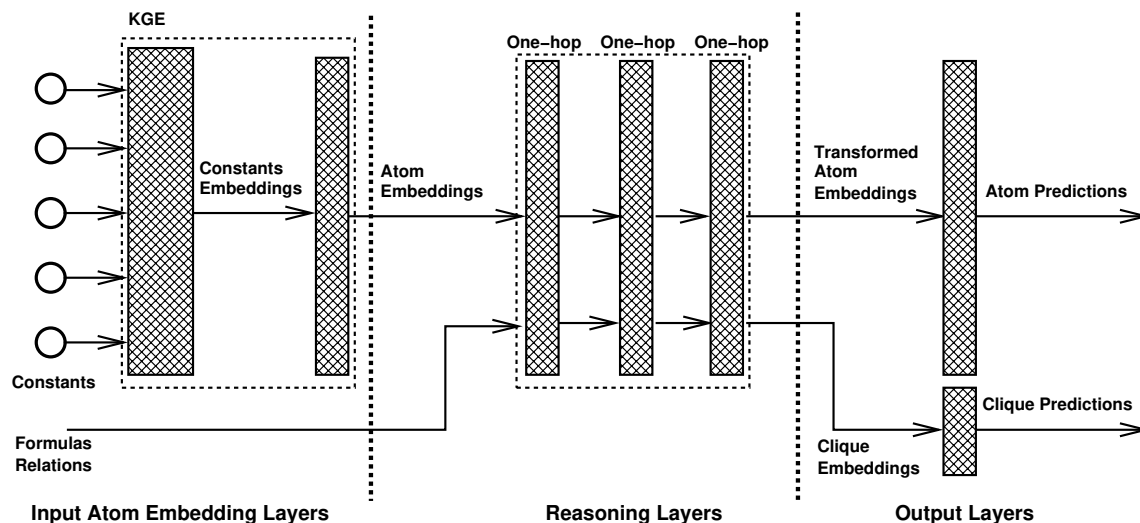 KGE
One−hop One−hop One−hop
Constants
Embeddings
Atom
Embeddings
Transformed
Atom
Embeddings
Atom Predictions
Constants
Formulas
Relations
Clique Predictions
Clique
Embeddings
Input Atom Embedding Layers
Reasoning Layers
Output Layers